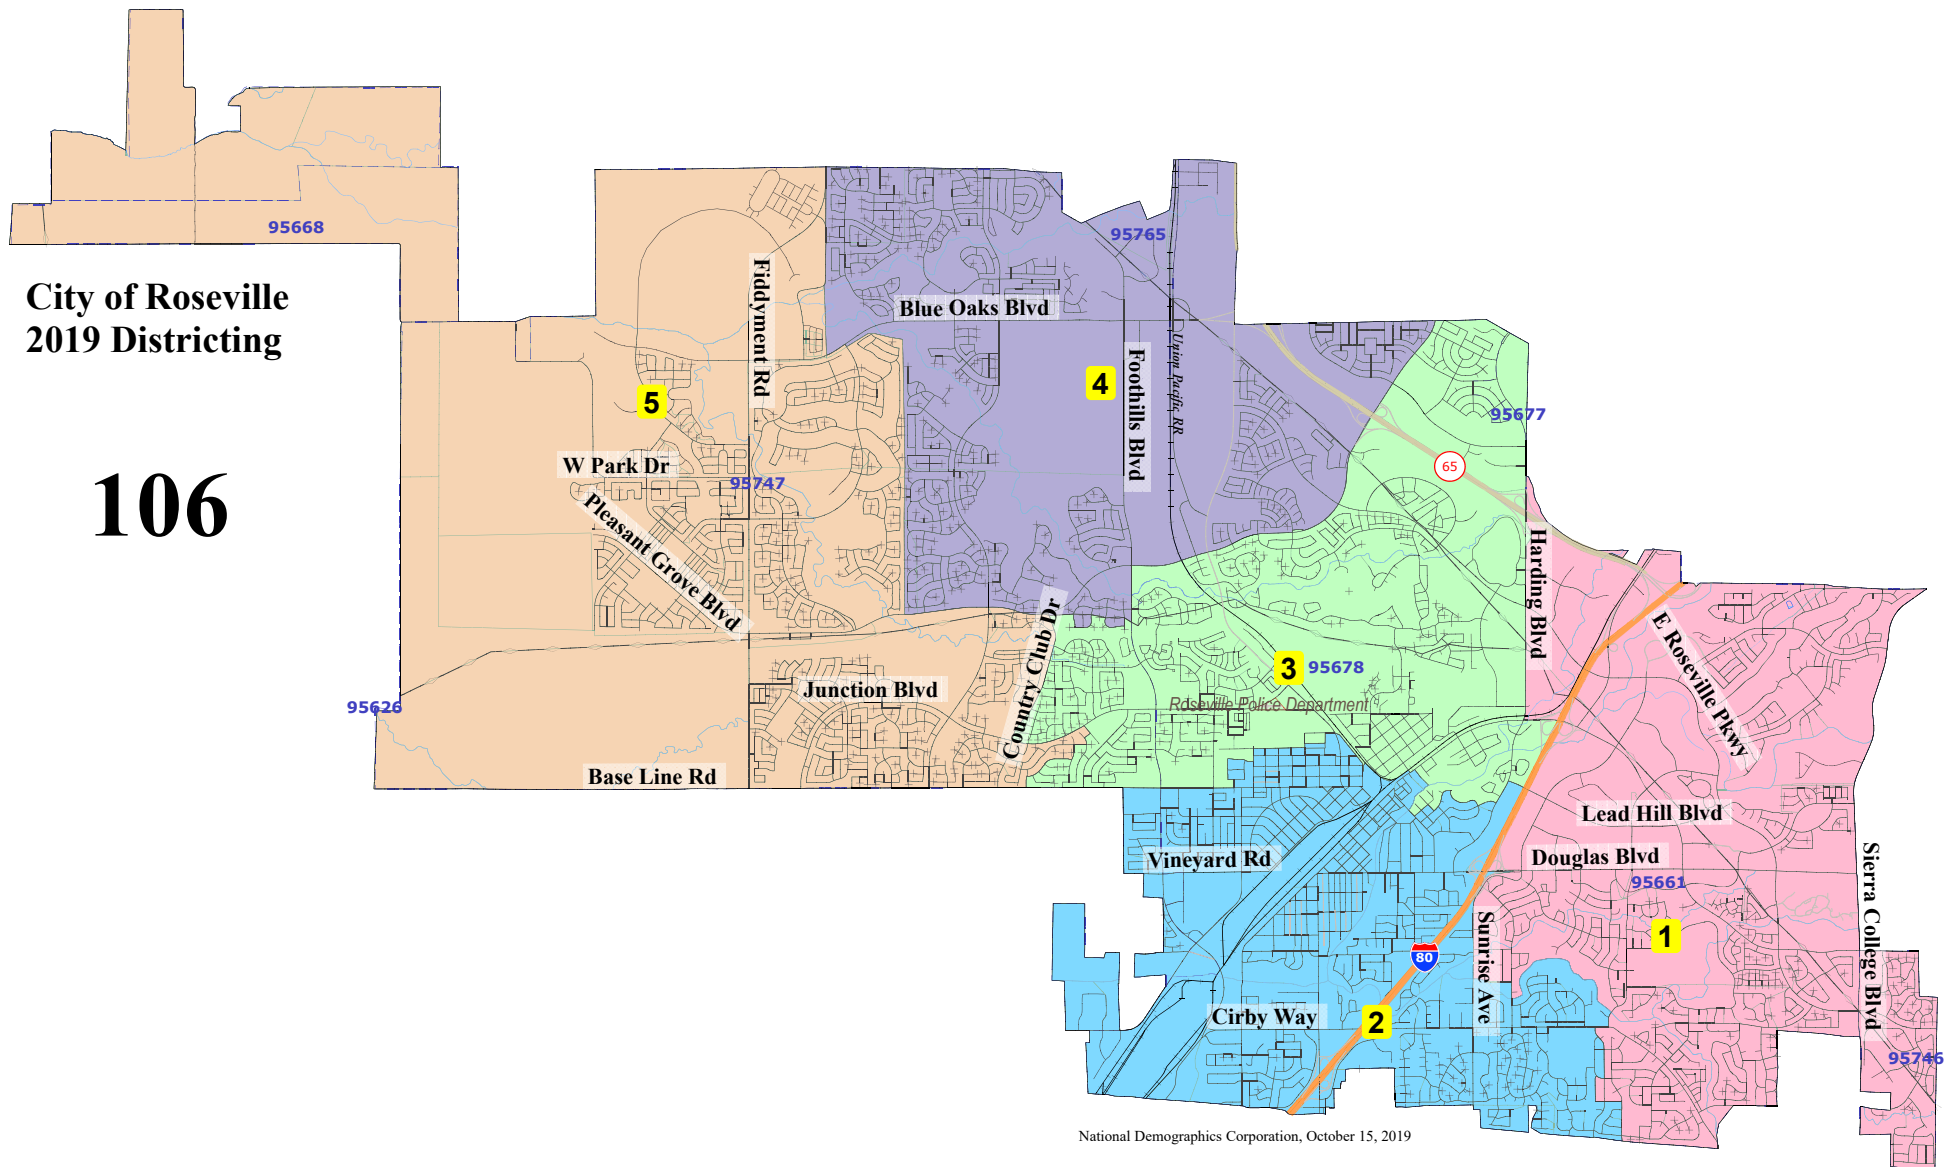 City of Roseville
2019 Districting
106
95668
95765
Fiddyment Rd
Blue Oaks Blvd
Foothills Blvd
Union Pacific RR
5
4
95677
65
W Park Dr
95747
Pleasant Grove Blvd
Harding Blvd
Country Club Dr
E Roseville Pkwy
3
95678
Junction Blvd
Roseville Police Department
95626
Base Line Rd
Lead Hill Blvd
Vineyard Rd
Douglas Blvd
95661
Sierra College Blvd
Sunrise Ave
1
80
Cirby Way
2
95746
National Demographics Corporation, October 15, 2019